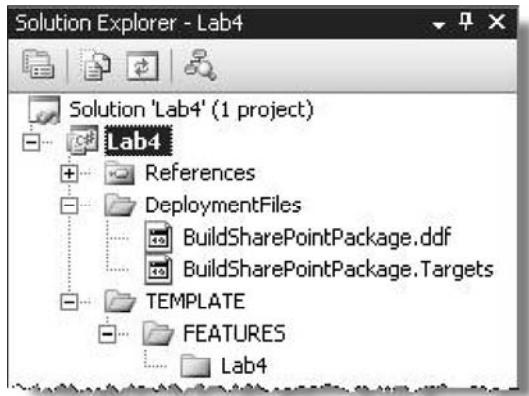 Solution Explorer - Lab4
Solution 'Lab4' (1 project)
Lab4
References
DeploymentFiles
BuildSharePointPackage.ddf
BuildSharePointPackage.Targets
TEMPLATE
FEATURES
Lab4